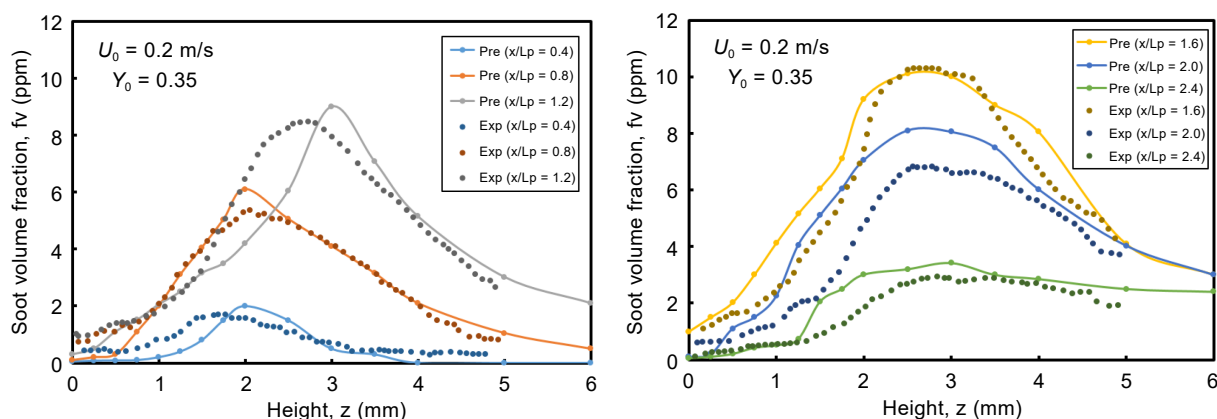 12
10
8
6
4
2
0
0
1
2
3
4
5
6
Soot volume fraction, fv (ppm)
Height, z (mm)
U₀ = 0.2 m/s
Y₀ = 0.35
Pre (x/Lp = 0.4)
Pre (x/Lp = 0.8)
Pre (x/Lp = 1.2)
Exp (x/Lp = 0.4)
Exp (x/Lp = 0.8)
Exp (x/Lp = 1.2)
12
10
8
6
4
2
0
0
1
2
3
4
5
6
Soot volume fraction, fv (ppm)
Height, z (mm)
U₀ = 0.2 m/s
Y₀ = 0.35
Pre (x/Lp = 1.6)
Pre (x/Lp = 2.0)
Pre (x/Lp = 2.4)
Exp (x/Lp = 1.6)
Exp (x/Lp = 2.0)
Exp (x/Lp = 2.4)